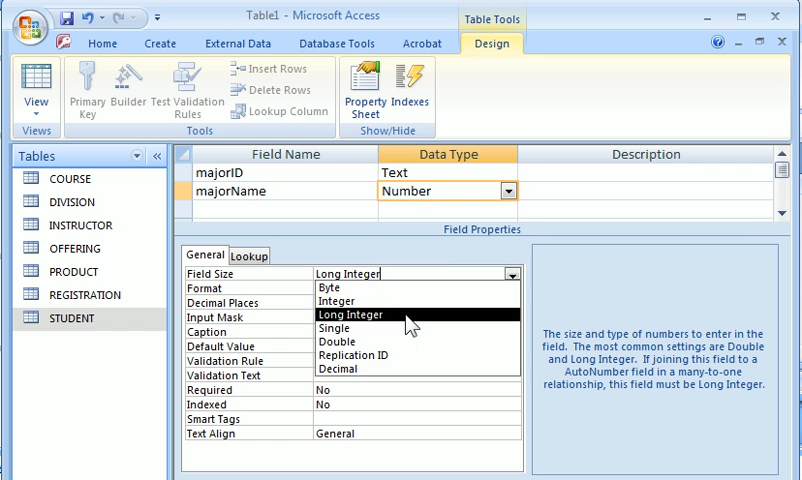 Table1 - Microsoft Access
Table Tools
Home
Create
External Data
Database Tools
Acrobat
Design
View
Primary Key
Builder
Test Validation Rules
Insert Rows
Delete Rows
Lookup Column
Property Sheet
Indexes
Views
Tools
Show/Hide
Tables
COURSE
DIVISION
INSTRUCTOR
OFFERING
PRODUCT
REGISTRATION
STUDENT
Field Name Data Type Description
majorID Text
majorName Number
Field Properties
General Lookup
Field Size Long Integer
Format
Decimal Places
Input Mask
Caption
Default Value
Validation Rule
Validation Text
Required No
Indexed No
Smart Tags
Text Align General
Byte
Integer
Long Integer
Single
Double
Replication ID
Decimal
The size and type of numbers to enter in the
field. The most common settings are Double
and Long Integer. If joining this field to a
AutoNumber field in a many-to-one
relationship, this field must be Long Integer.